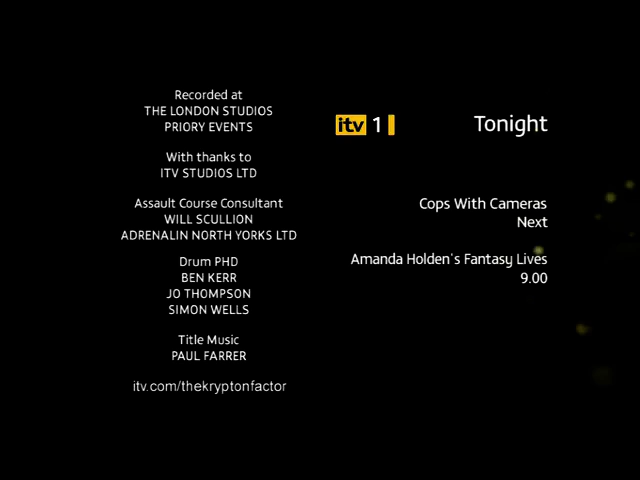 Recorded at
THE LONDON STUDIOS
PRIORY EVENTS
With thanks to
ITV STUDIOS LTD
Assault Course Consultant
WILL SCULLION
ADRENALIN NORTH YORKS LTD
Drum PHD
BEN KERR
JO THOMPSON
SIMON WELLS
Title Music
PAUL FARRER
itv.com/thekryptonfactor
itv 1
Tonight
Cops With Cameras
Next
Amanda Holden's Fantasy Lives
9.00